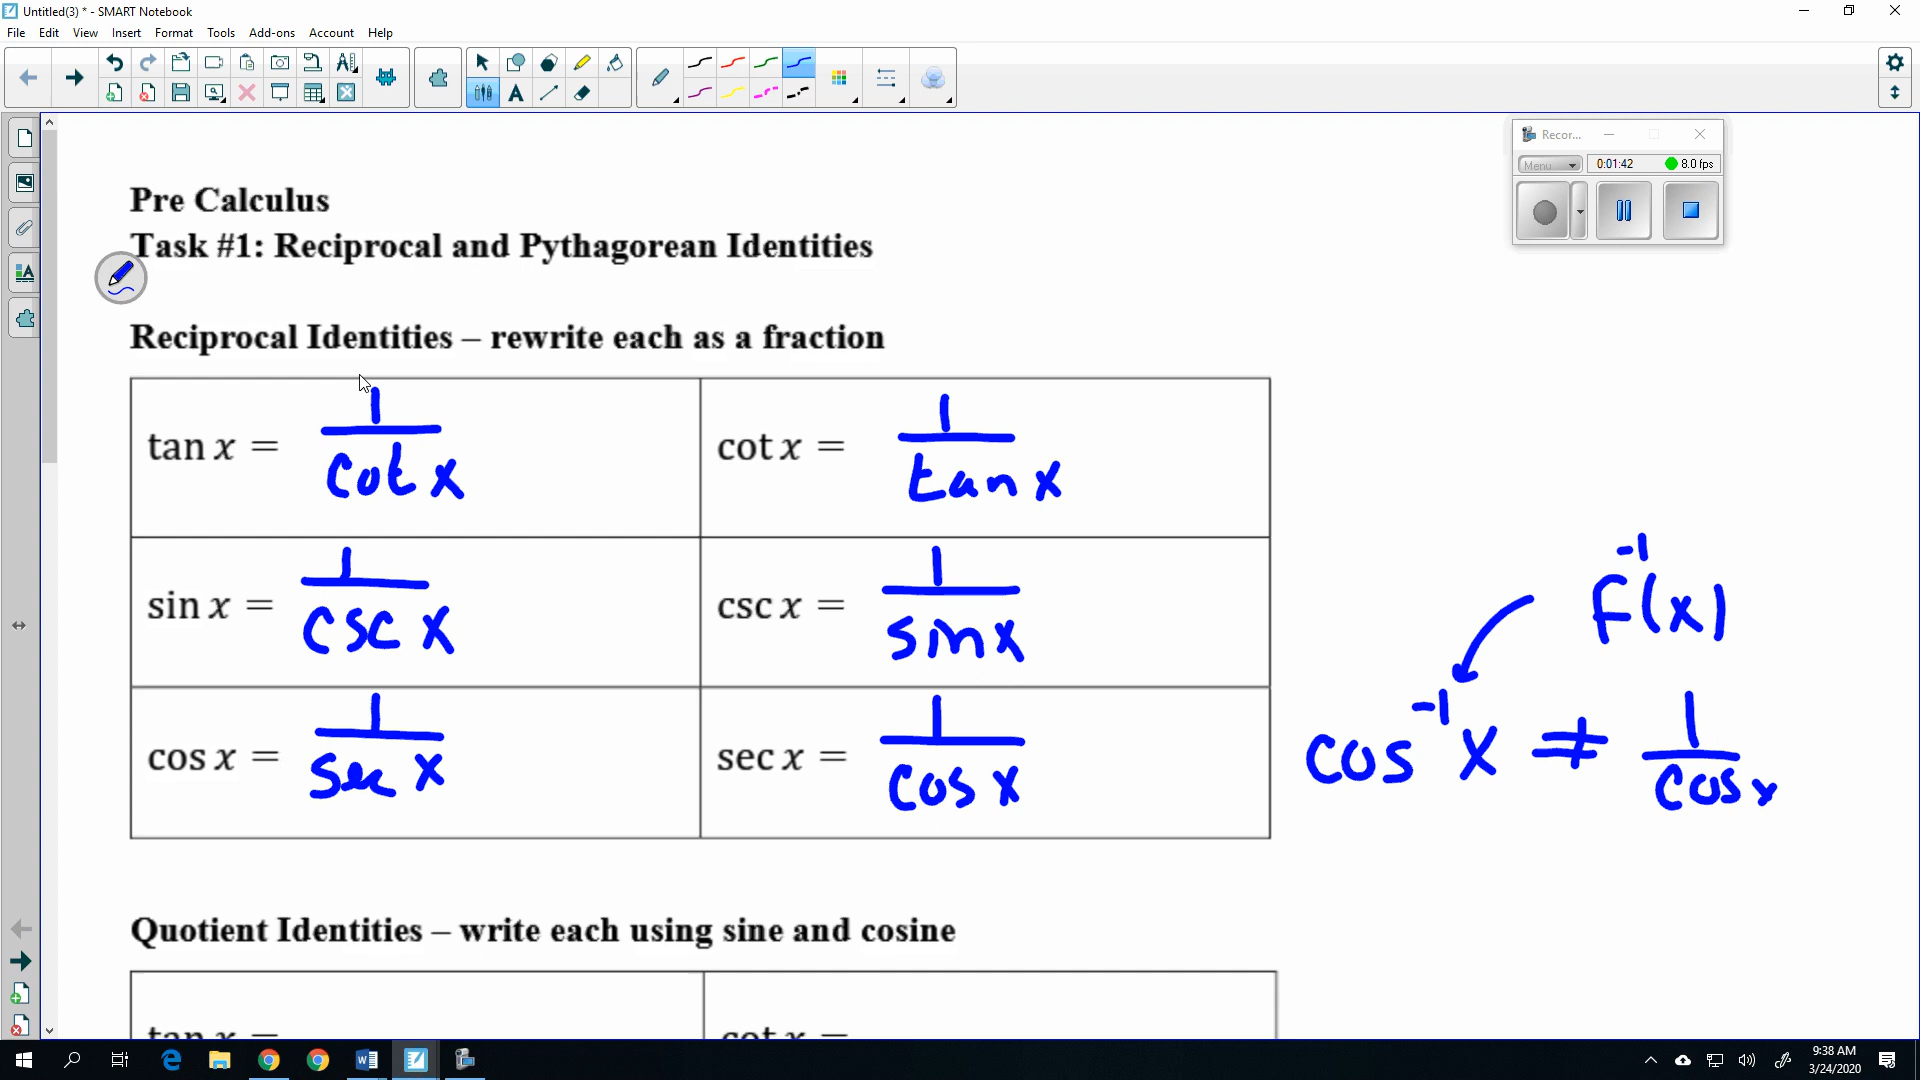 Untitled(3) * - SMART Notebook
File Edit View Insert Format Tools Add-ons Account Help
Recor...
Menu 0:01:42 8.0 fps
Pre Calculus
Task #1: Reciprocal and Pythagorean Identities
Reciprocal Identities – rewrite each as a fraction
tan x = 1/cot x
cot x = 1/tan x
sin x = 1/csc x
csc x = 1/sin x
cos x = 1/sec x
sec x = 1/cos x
f⁻¹(x)
cos⁻¹ x ≠ 1/cos x
Quotient Identities – write each using sine and cosine
tan x =
cot x =
9:38 AM
3/24/2020